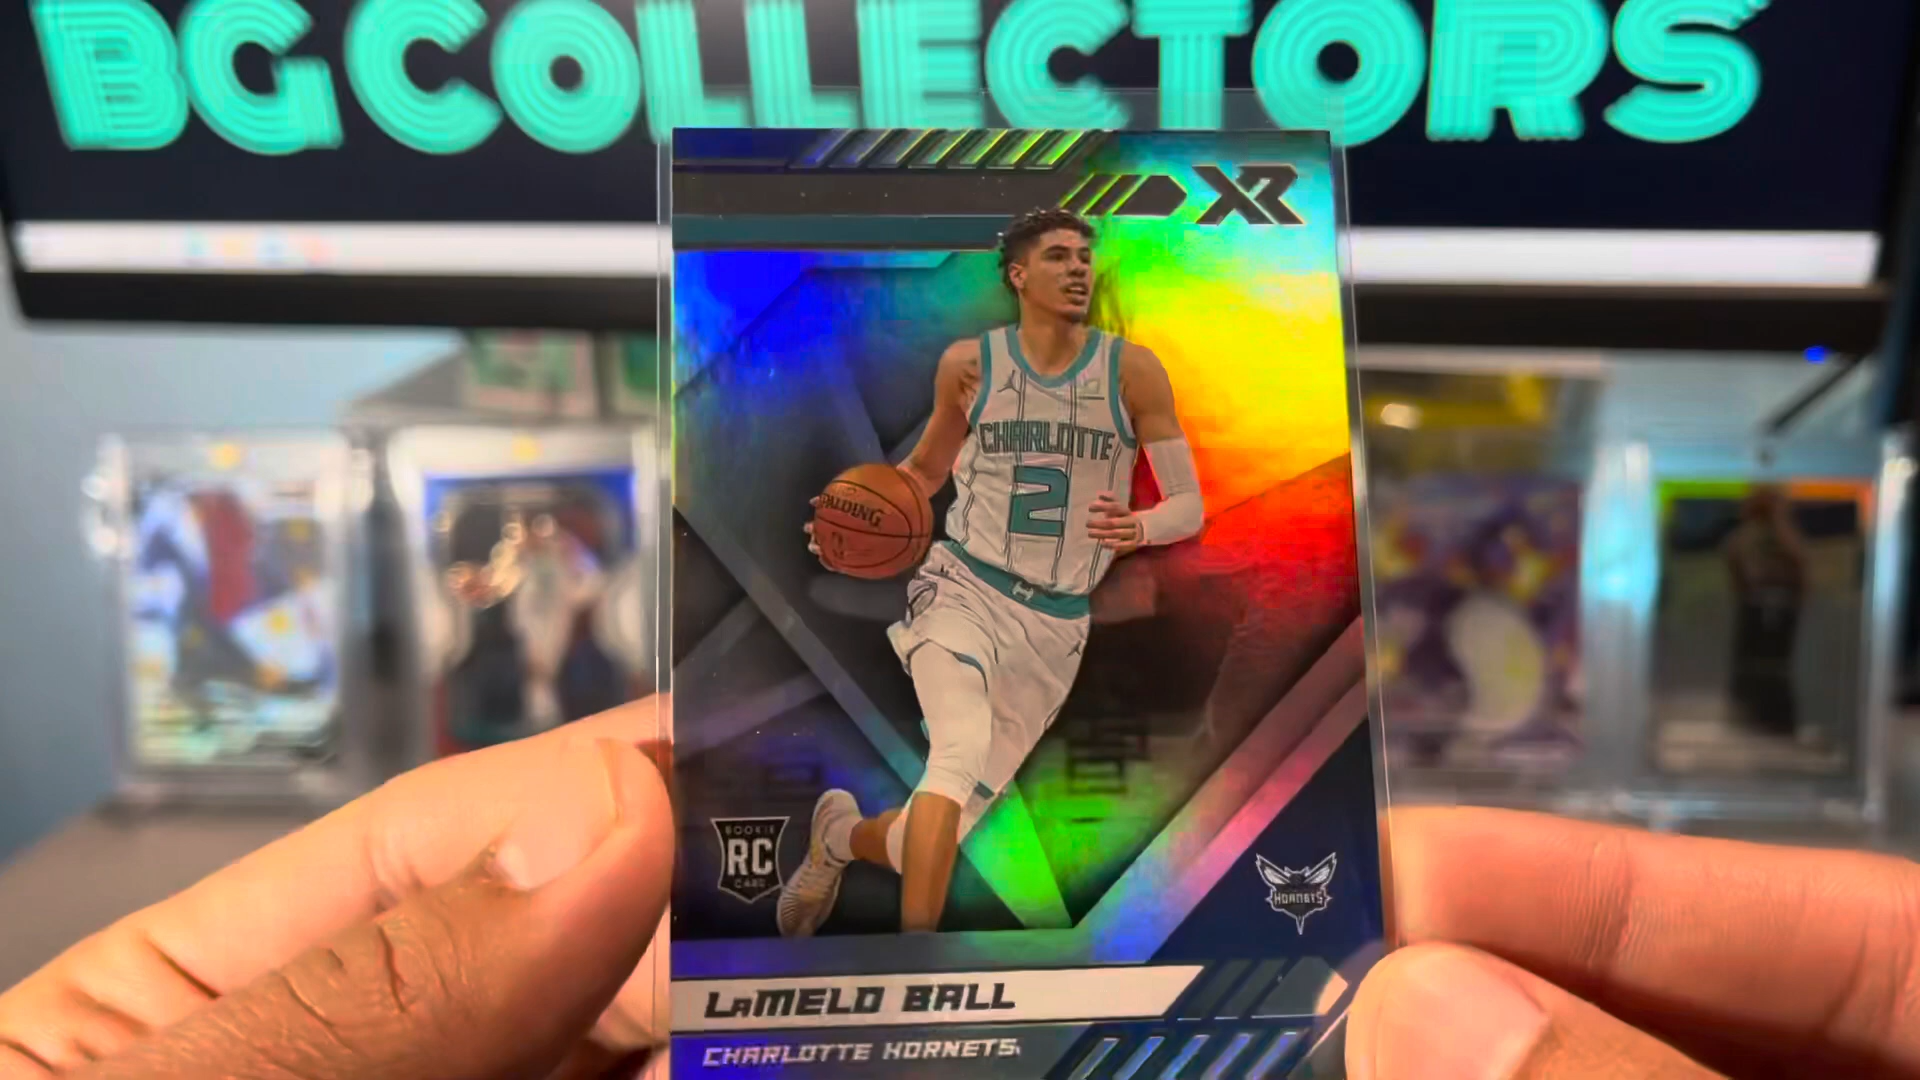 BGCOLLECTORS
XR
SPALDING
CHARLOTTE
2
ROOKIE
RC
CARD
HORNETS
LaMELO BALL
CHARLOTTE HORNETS